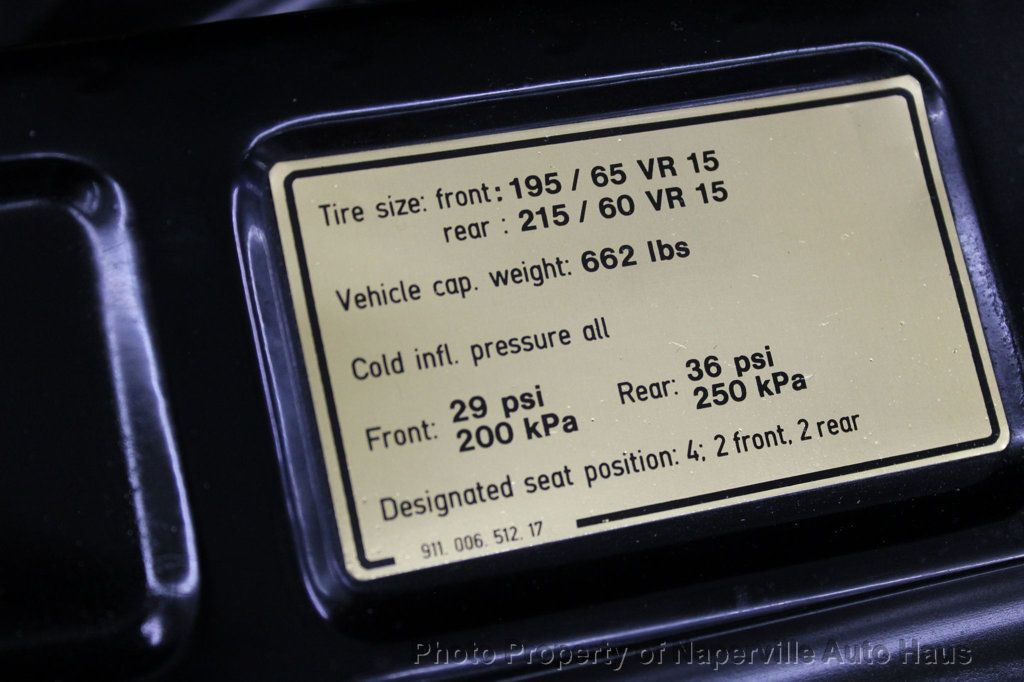 Tire size: front: 195 / 65 VR 15
rear : 215 / 60 VR 15
Vehicle cap. weight: 662 lbs
Cold infl. pressure all
Front: 29 psi 200 kPa Rear: 36 psi 250 kPa
Designated seat position: 4; 2 front, 2 rear
911. 006. 512. 17
Photo Property of Naperville Auto Haus